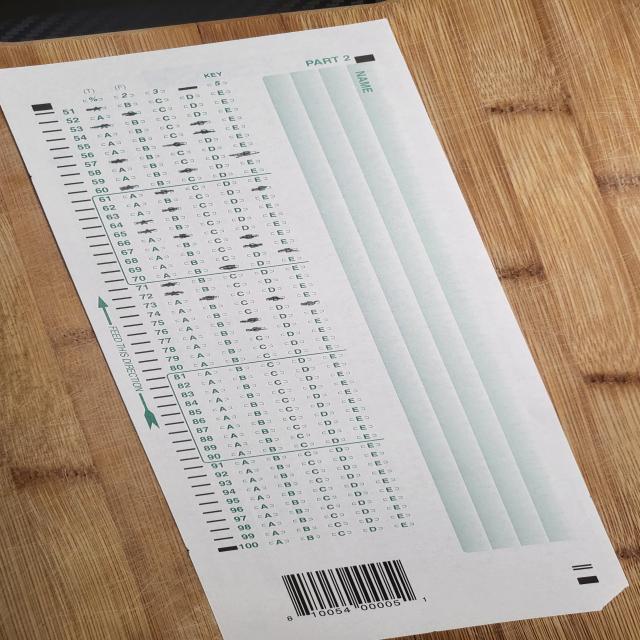 PART 2
NAME
KEY
(T) (F)
% 2 3 5
51 B C D E
52 A C D E
53 B C D E
54 A B C E
55 A B C E
56 A B D E
57 A B C D
58 B C D E
59 A B D E
60 A B C D E
61 B C D E
62 A C D
63 A B C D E
64 A C D E
65 B C D E
66 B C D E
67 A C D E
68 A B C E
69 A B C D
70 A B D E
71 A B C D E
72 B C D E
73 B C D E
74 A C E
75 A B C D
76 A B D E
77 A B D E
78 A B C D E
79 A B C D E
80 A B C D E
81 A B C D E
82 A B C D E
83 A B C D E
84 A B C D E
85 A B C D E
86 A B C D E
87 A B C D E
88 A B C D E
89 A B C D E
90 A B C D E
91 A B C D E
92 A B C D E
93 A B C D E
94 A B C D E
95 A B C D E
96 A B C D E
97 A B C D E
98 A B C D E
99 A B C D E
100 A B C D E
FEED THIS DIRECTION
8 10054 00005 1